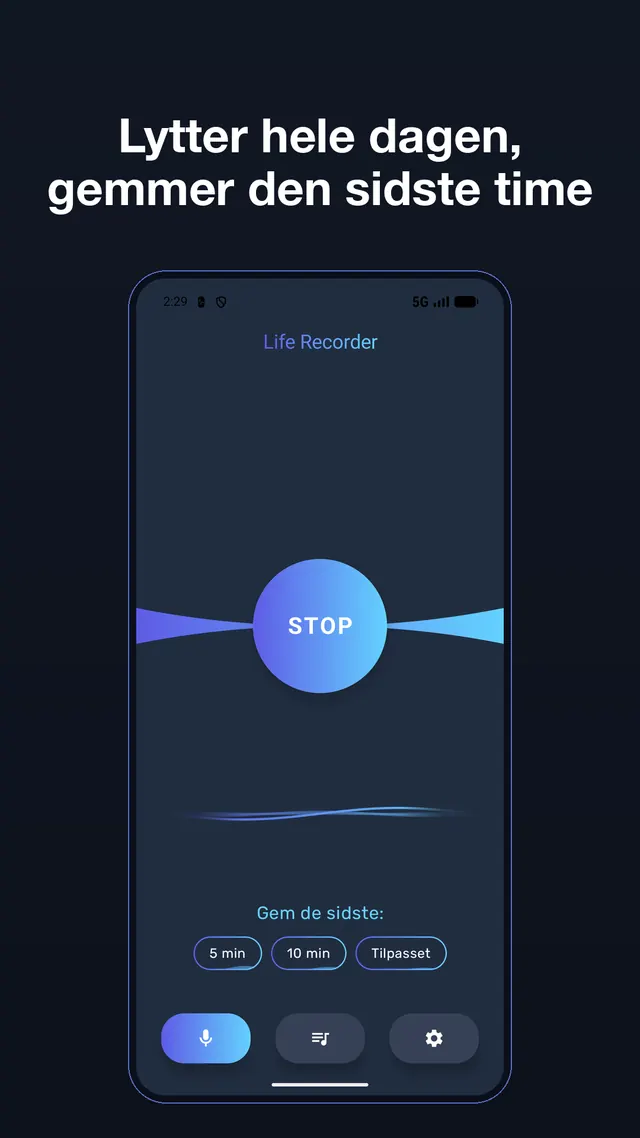 Lytter hele dagen,
gemmer den sidste time
2:29 5G
Life Recorder
STOP
Gem de sidste:
5 min 10 min Tilpasset